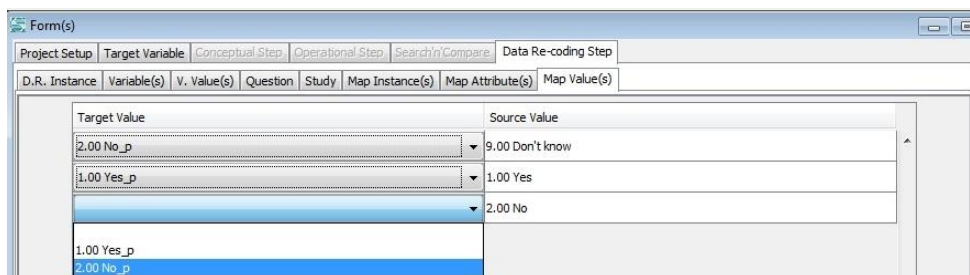 Form(s)
Project Setup Target Variable Conceptual Step Operational Step Search'n'Compare Data Re-coding Step
D.R. Instance Variable(s) V. Value(s) Question Study Map Instance(s) Map Attribute(s) Map Value(s)
Target Value Source Value
2.00 No_p 9.00 Don't know
1.00 Yes_p 1.00 Yes
2.00 No
1.00 Yes_p
2.00 No_p